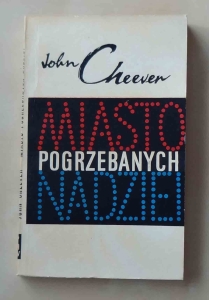 John Cheever
MIASTO
POGRZEBANYCH
NADZIEI